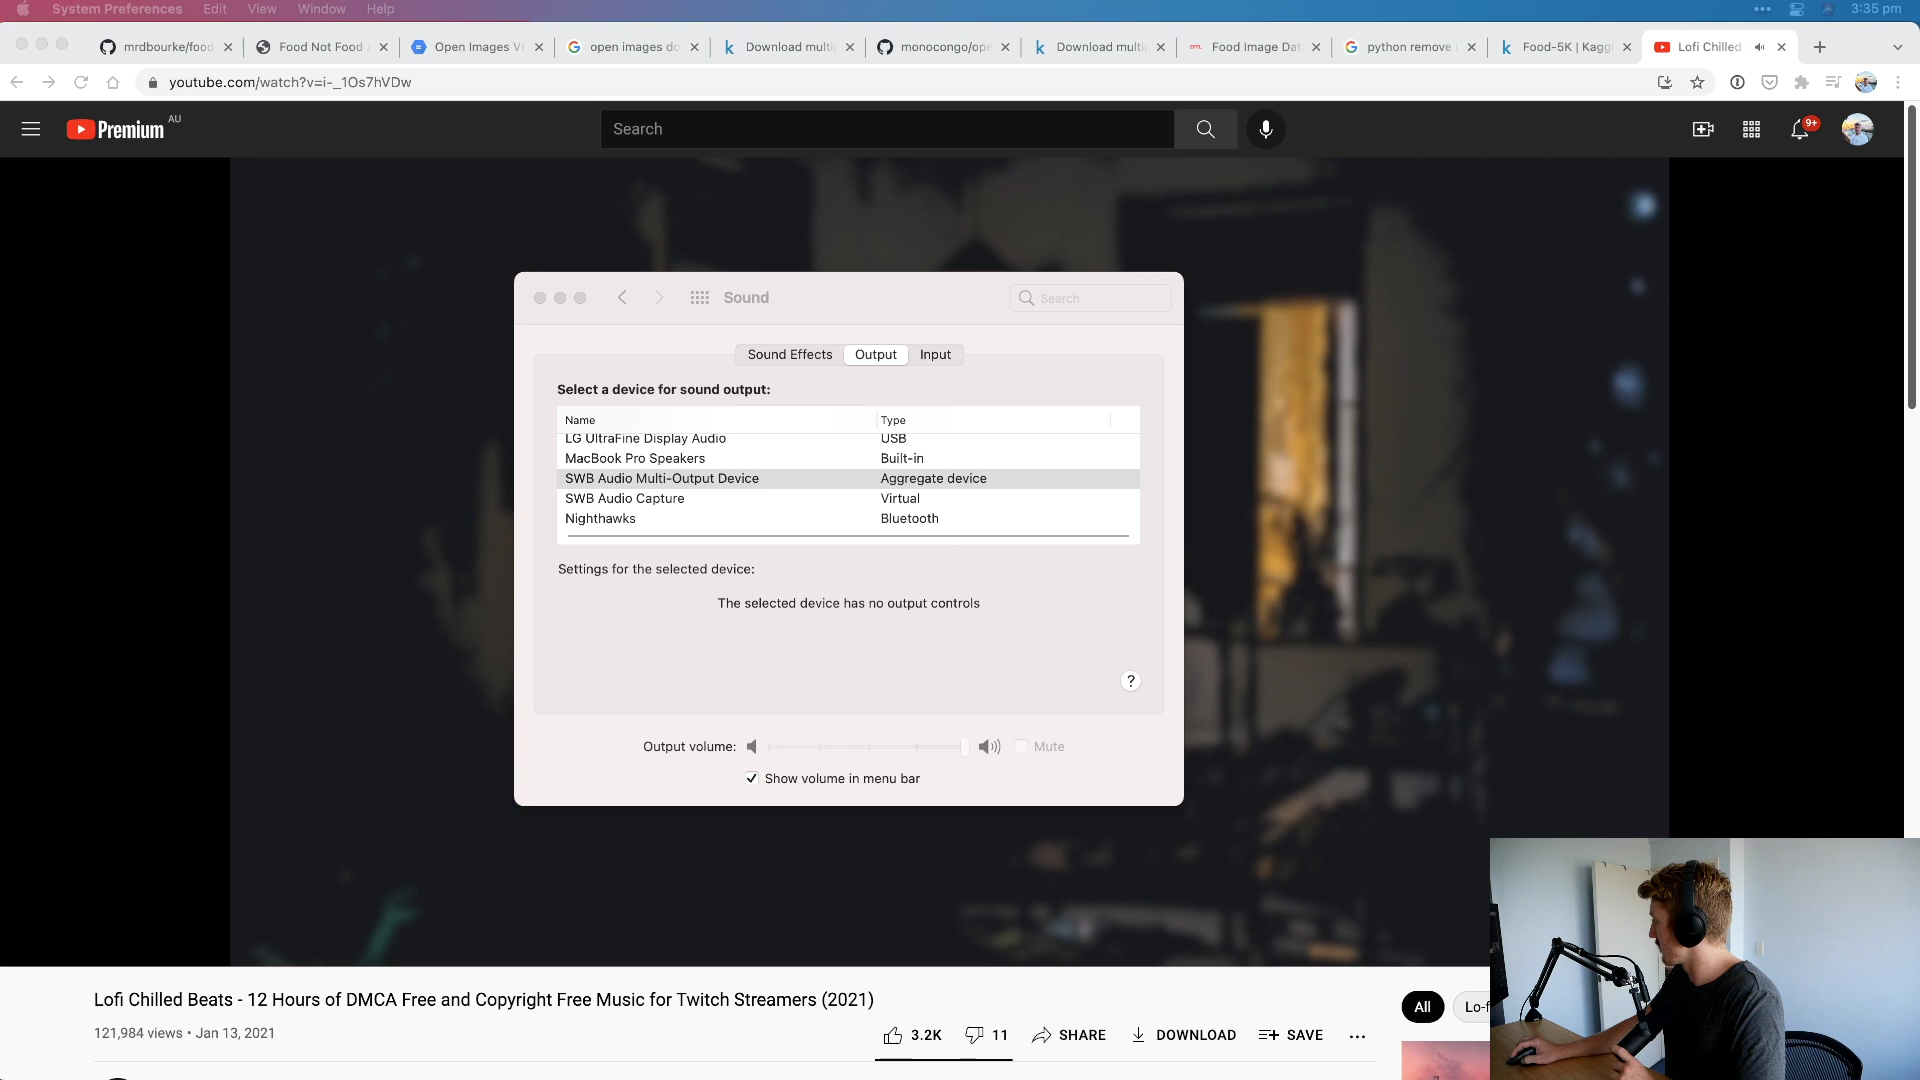 System Preferences Edit View Window Help
3:35 pm
mrdbourke/food
Food Not Food
Open Images V6
open images do
Download multip
monocongo/ope
Download multip
Food Image Dat
python remove
Food-5K | Kaggl
Lofi Chilled
youtube.com/watch?v=i-_1Os7hVDw
Premium AU
Search
9+
Sound
Search
Sound Effects Output Input
Select a device for sound output:
Name Type
LG UltraFine Display Audio USB
MacBook Pro Speakers Built-in
SWB Audio Multi-Output Device Aggregate device
SWB Audio Capture Virtual
Nighthawks Bluetooth
Settings for the selected device:
The selected device has no output controls
?
Output volume: Mute
Show volume in menu bar
Lofi Chilled Beats - 12 Hours of DMCA Free and Copyright Free Music for Twitch Streamers (2021)
121,984 views • Jan 13, 2021
3.2K 11 SHARE DOWNLOAD SAVE
All Lo-f